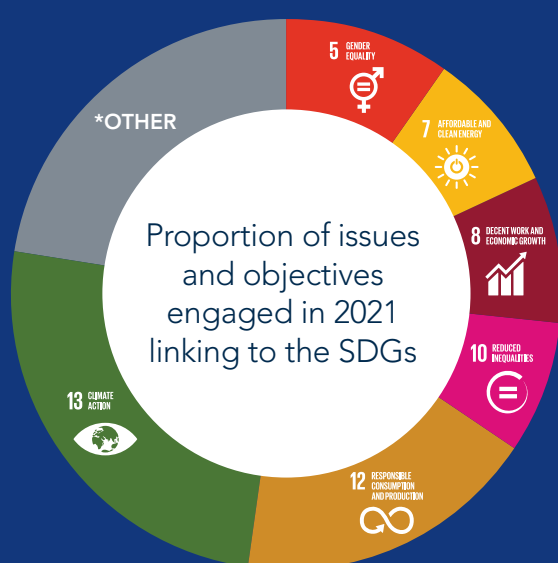 5 GENDER
EQUALITY
7 AFFORDABLE AND
CLEAN ENERGY
8 DECENT WORK AND
ECONOMIC GROWTH
10 REDUCED
INEQUALITIES
12 RESPONSIBLE
CONSUMPTION
AND PRODUCTION
13 CLIMATE
ACTION
*OTHER
Proportion of issues
and objectives
engaged in 2021
linking to the SDGs